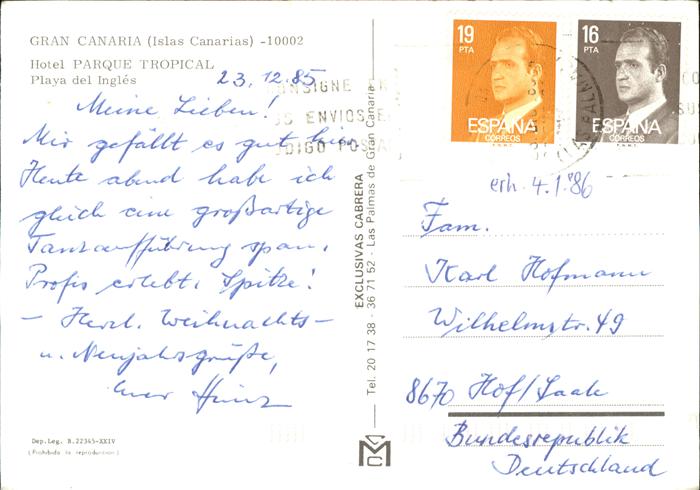 GRAN CANARIA (Islas Canarias) -10002
Hotel PARQUE TROPICAL
Playa del Inglés
23.12.85
Meine Lieben!
Mir gefällt es gut hier.
Heute abend habe ich
gleich eine großartige
Tanzaufführung span.
Profis erlebt. Spitze!
- Herzl. Weihnachts-
u. Neujahrsgrüße,
Euer Heinz
Dep. Leg. B. 22345-XXIV
(Prohibida la reproducción)
EXCLUSIVAS CABRERA
Tel. 20 17 38 - 36 71 52 - Las Palmas de Gran Canaria
19
PTA
ESPAÑA
CORREOS
16
PTA
ESPAÑA
CORREOS
CONSIGNE
ENVIOS
CODIGO POSTAL
erh. 4.1.86
Fam.
Karl Hofmann
Wilhelmstr. 49
8670 Hof/Saale
Bundesrepublik
Deutschland